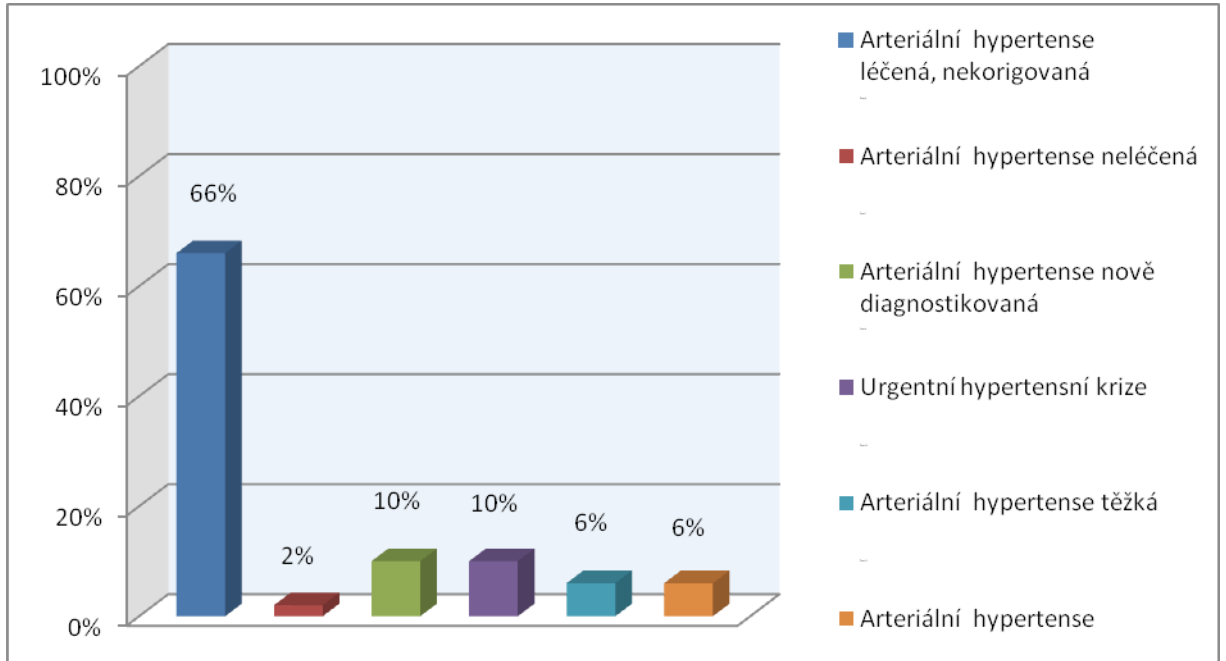 100%
80%
60%
40%
20%
0%
66%
2%
10%
10%
6%
6%
Arteriální hypertense
léčená, nekorigovaná
Arteriální hypertense neléčená
Arteriální hypertense nově
diagnostikovaná
Urgentní hypertensní krize
Arteriální hypertense těžká
Arteriální hypertense